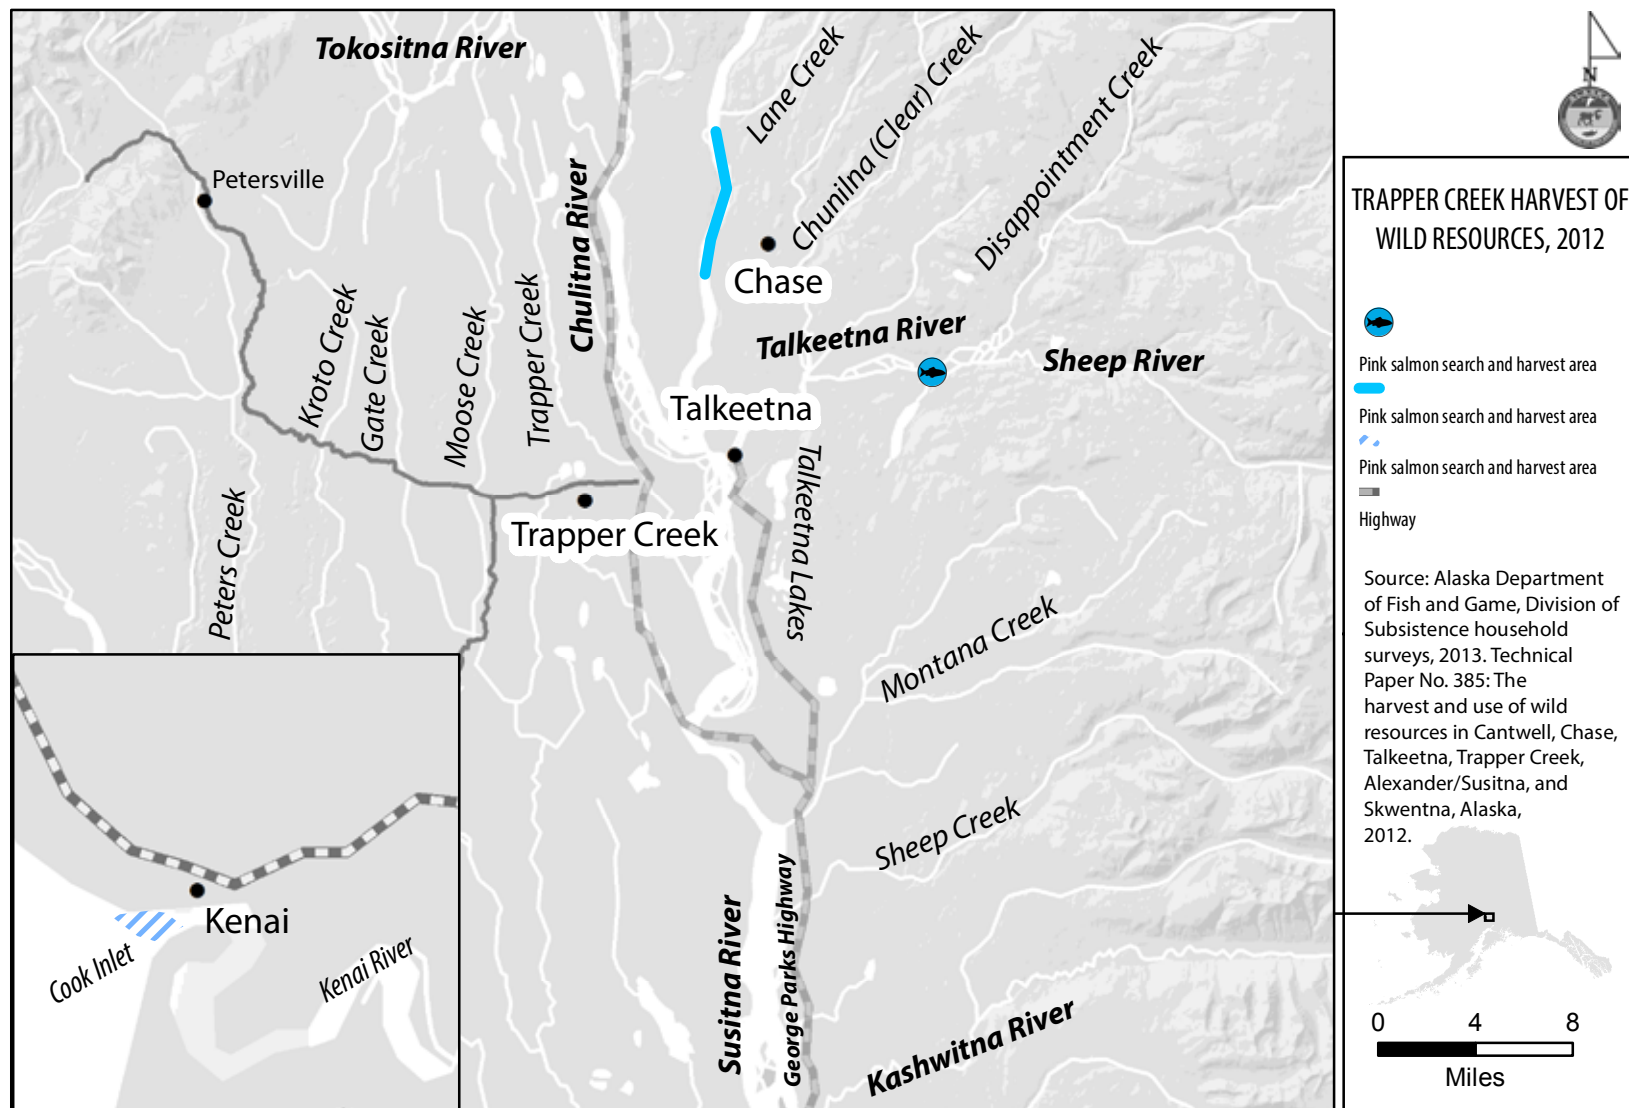 Tokositna River
Lane Creek
Chunilna (Clear) Creek
Disappointment Creek
Petersville
Chulitna River
Chase
Kroto Creek
Gate Creek
Moose Creek
Trapper Creek
Talkeetna River
Sheep River
Talkeetna
Trapper Creek
Talkeetna Lakes
Peters Creek
Montana Creek
Sheep Creek
Susitna River
George Parks Highway
Kashwitna River
Kenai
Cook Inlet
Kenai River
N
TRAPPER CREEK HARVEST OF
WILD RESOURCES, 2012
Pink salmon search and harvest area
Pink salmon search and harvest area
Pink salmon search and harvest area
Highway
Source: Alaska Department
of Fish and Game, Division of
Subsistence household
surveys, 2013. Technical
Paper No. 385: The
harvest and use of wild
resources in Cantwell, Chase,
Talkeetna, Trapper Creek,
Alexander/Susitna, and
Skwentna, Alaska,
2012.
0 4 8
Miles